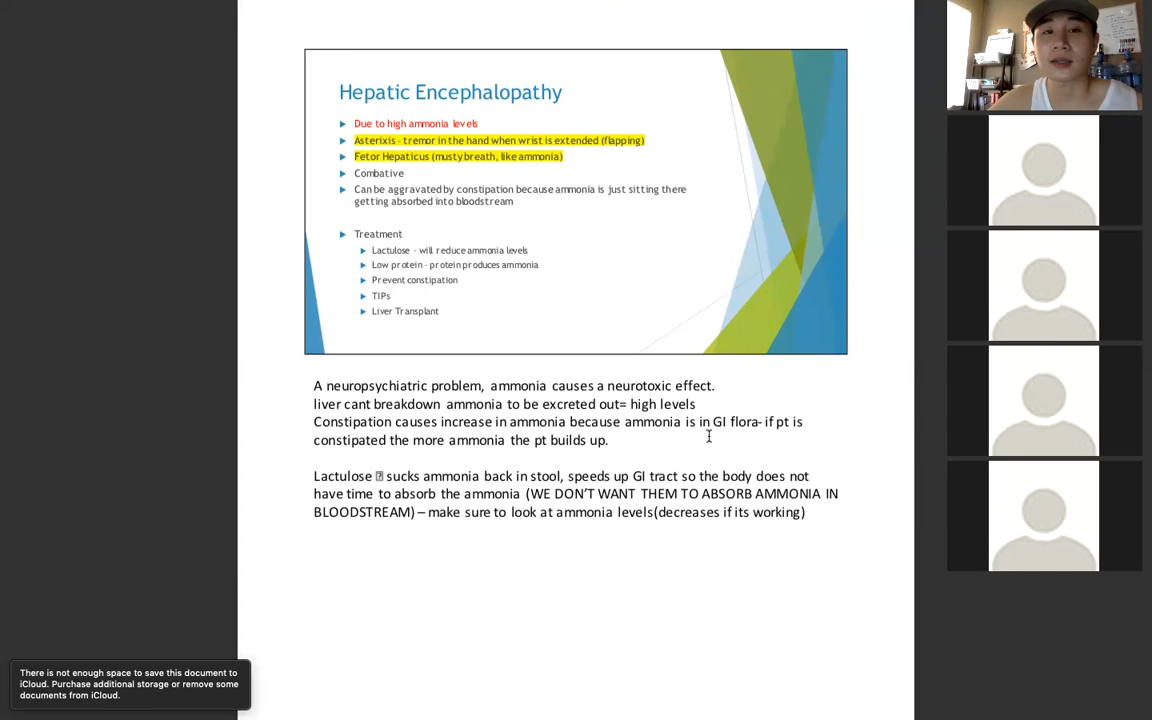 Hepatic Encephalopathy
Due to high ammonia levels
Asterixis - tremor in the hand when wrist is extended (flapping)
Fetor Hepaticus (musty breath, like ammonia)
Combative
Can be aggravated by constipation because ammonia is just sitting there
getting absorbed into bloodstream
Treatment
Lactulose - will reduce ammonia levels
Low protein - protein produces ammonia
Prevent constipation
TIPs
Liver Transplant
A neuropsychiatric problem, ammonia causes a neurotoxic effect.
liver cant breakdown ammonia to be excreted out= high levels
Constipation causes increase in ammonia because ammonia is in GI flora- if pt is
constipated the more ammonia the pt builds up.
Lactulose sucks ammonia back in stool, speeds up GI tract so the body does not
have time to absorb the ammonia (WE DON'T WANT THEM TO ABSORB AMMONIA IN
BLOODSTREAM) – make sure to look at ammonia levels(decreases if its working)
There is not enough space to save this document to
iCloud. Purchase additional storage or remove some
documents from iCloud.